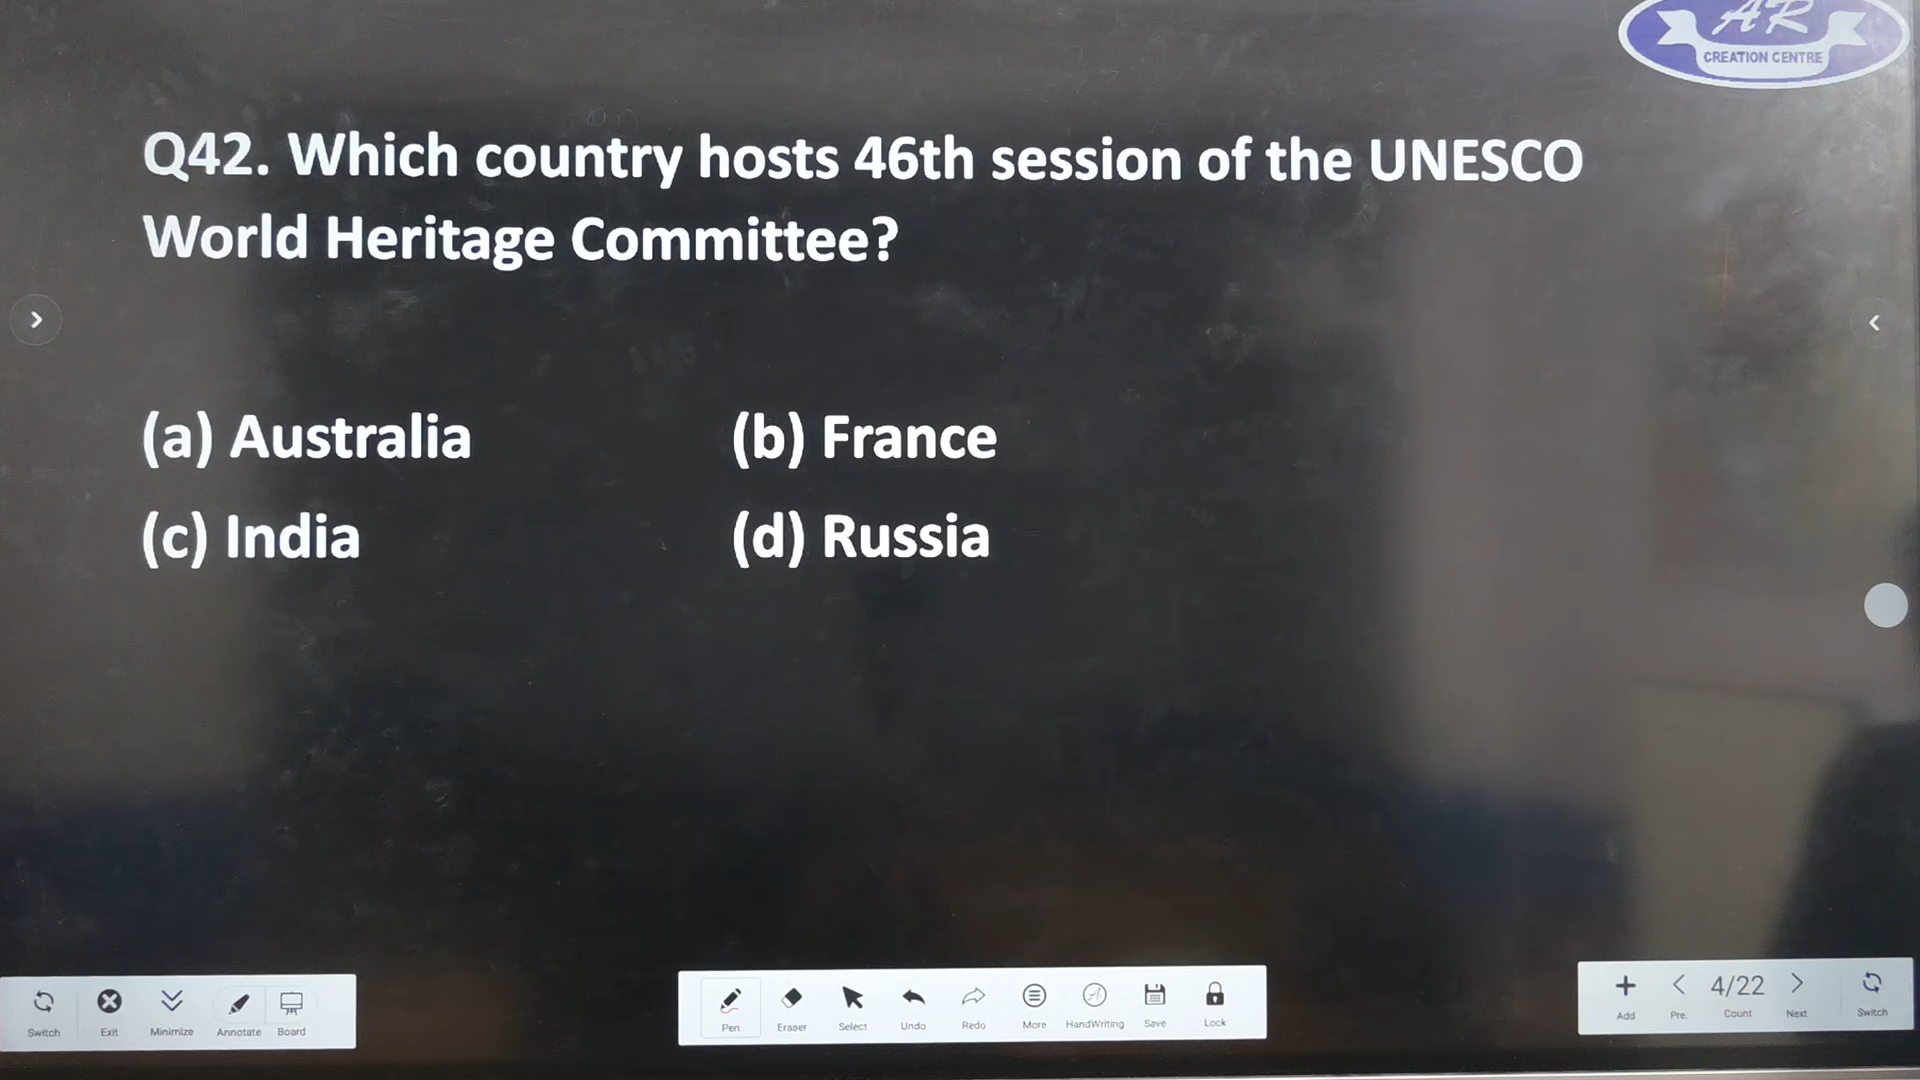 AR
CREATION CENTRE
Q42. Which country hosts 46th session of the UNESCO
World Heritage Committee?
(a) Australia (b) France
(c) India (d) Russia
Switch Exit Minimize Annotate Board
Pen Eraser Select Undo Redo More HandWriting Save Lock
4/22
Add Pre. Count Next Switch